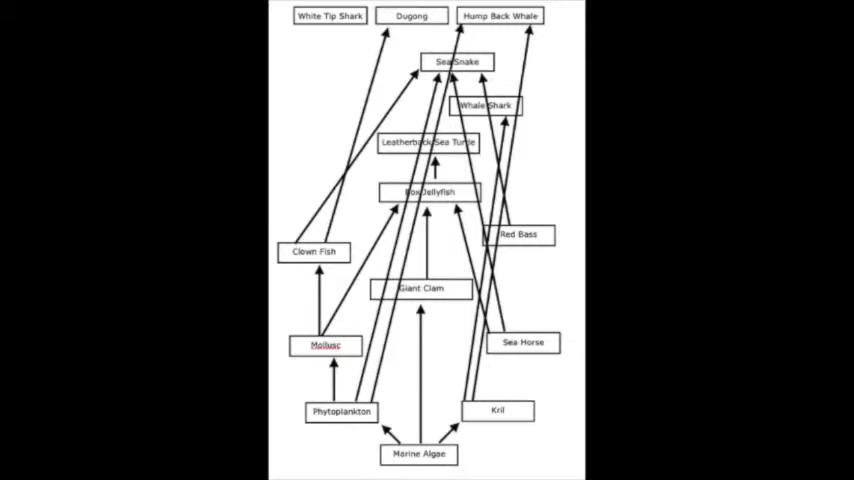 White Tip Shark
Dugong
Hump Back Whale
Sea Snake
Whale Shark
Leatherback Sea Turtle
Box Jellyfish
Red Bass
Clown Fish
Giant Clam
Sea Horse
Mollusc
Phytoplankton
Kril
Marine Algae